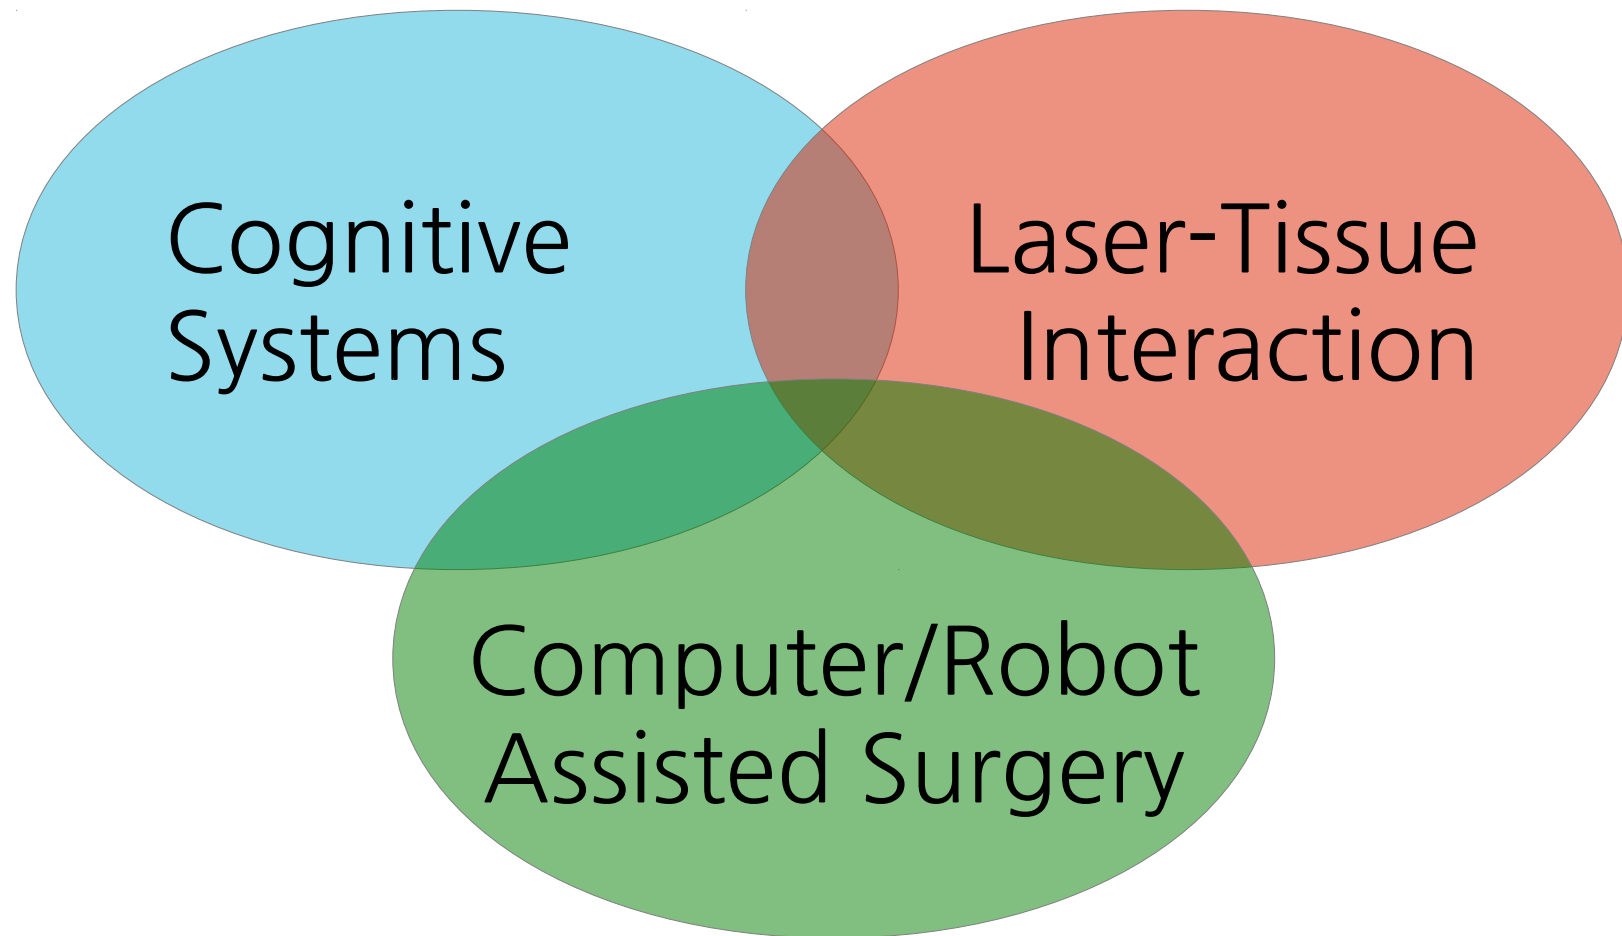 Cognitive
Systems
Laser-Tissue
Interaction
Computer/Robot
Assisted Surgery